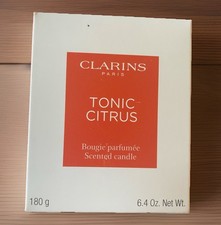 CLARINS
PARIS
TONIC
CITRUS
Bougie parfumée
Scented candle
180 g 6.4 Oz. Net Wt.